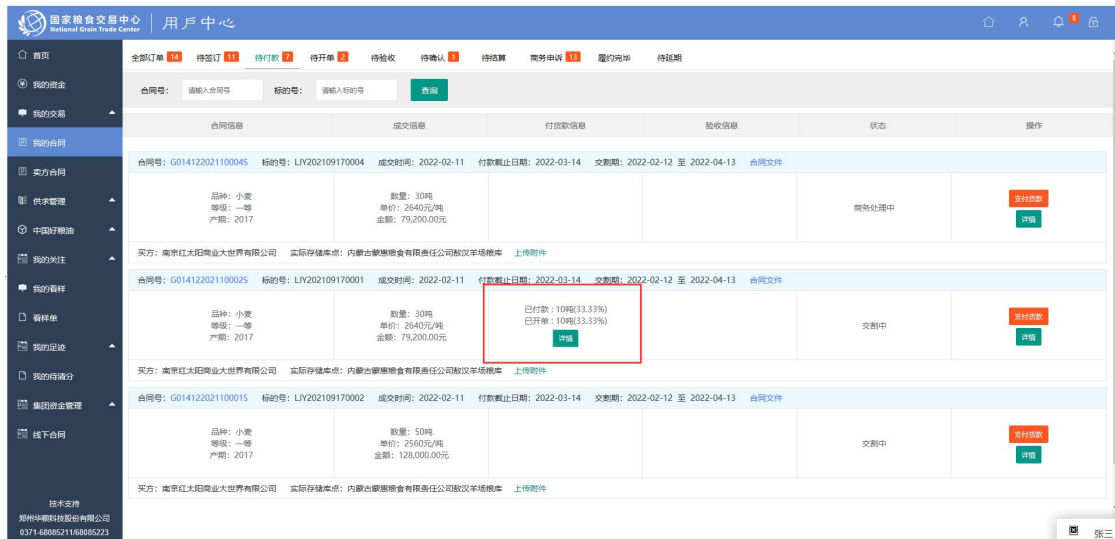 国家粮食交易中心
National Grain Trade Center
用戶中心
8
首页
我的资金
我的交易
我的合同
卖方合同
供求管理
中国好粮油
我的关注
我的看样
看样单
我的足迹
我的待清分
集团资金管理
线下合同
技术支持
郑州华粮科技股份有限公司
0371-68085211/68085223
全部订单 14 待签订 11 待付款 7 待开单 2 待验收 待确认 1 待结算 商务申诉 13 履约完毕 待延期
合同号： 请输入合同号 标的号： 请输入标的号 查询
合同信息 成交信息 付货款信息 验收信息 状态 操作
合同号：G014122021100045 标的号：LJY202109170004 成交时间：2022-02-11 付款截止日期：2022-03-14 交割期：2022-02-12 至 2022-04-13 合同文件
品种：小麦
等级：一等
产期：2017
数量：30吨
单价：2640元/吨
金额：79,200.00元
商务处理中
支付货款
详情
买方：南京红太阳商业大世界有限公司 实际存储库点：内蒙古蒙惠粮食有限责任公司敖汉羊场粮库 上传附件
合同号：G01412202110002S 标的号：LJY202109170001 成交时间：2022-02-11 付款截止日期：2022-03-14 交割期：2022-02-12 至 2022-04-13 合同文件
品种：小麦
等级：一等
产期：2017
数量：30吨
单价：2640元/吨
金额：79,200.00元
已付款：10吨(33.33%)
已开单：10吨(33.33%)
详情
交割中
支付货款
详情
买方：南京红太阳商业大世界有限公司 实际存储库点：内蒙古蒙惠粮食有限责任公司敖汉羊场粮库 上传附件
合同号：G01412202110001S 标的号：LJY202109170002 成交时间：2022-02-11 付款截止日期：2022-03-14 交割期：2022-02-12 至 2022-04-13 合同文件
品种：小麦
等级：一等
产期：2017
数量：50吨
单价：2560元/吨
金额：128,000.00元
交割中
支付货款
详情
买方：南京红太阳商业大世界有限公司 实际存储库点：内蒙古蒙惠粮食有限责任公司敖汉羊场粮库 上传附件
张三